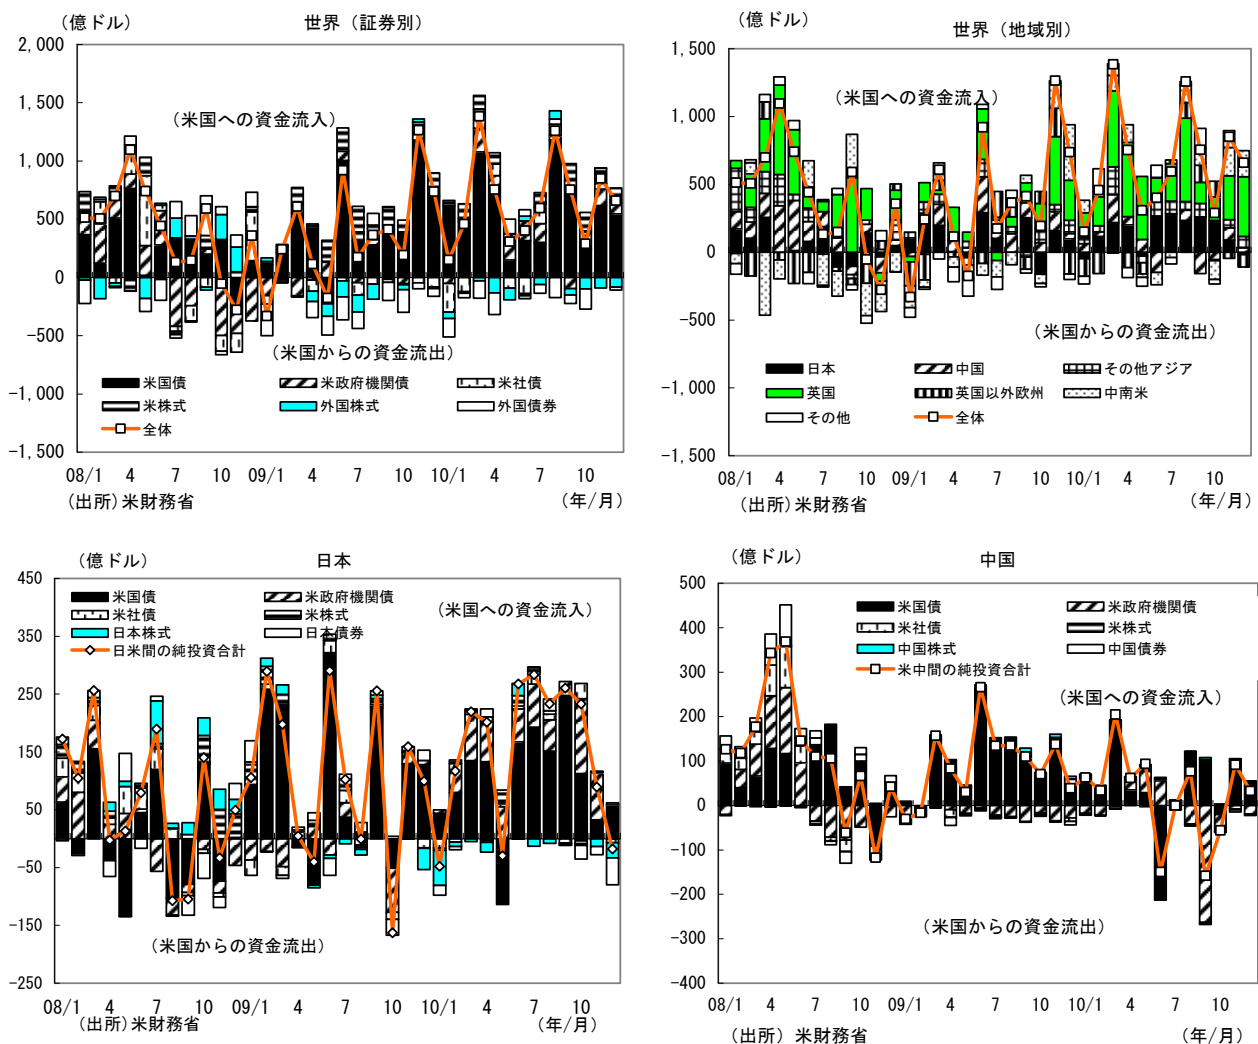 (億ドル)
世界（証券別）
2,000
1,500
1,000
500
0
−500
−1,000
−1,500
（米国への資金流入）
（米国からの資金流出）
米国債
米政府機関債
米社債
米株式
外国株式
外国債券
全体
08/1 4 7 10 09/1 4 7 10 10/1 4 7 10
（出所）米財務省
(年/月)
(億ドル)
世界（地域別）
1,500
1,000
500
0
−500
−1,000
−1,500
（米国への資金流入）
（米国からの資金流出）
日本
中国
その他アジア
英国
英国以外欧州
中南米
その他
全体
08/1 4 7 10 09/1 4 7 10 10/1 4 7 10
（出所）米財務省
(年/月)
（億ドル）
日本
450
350
250
150
50
−50
−150
−250
米国債
米政府機関債
米社債
米株式
日本株式
日本債券
日米間の純投資合計
（米国への資金流入）
（米国からの資金流出）
08/1 4 7 10 09/1 4 7 10 10/1 4 7 10
（出所）米財務省
(年/月)
（億ドル）
中国
500
400
300
200
100
0
−100
−200
−300
−400
米国債
米政府機関債
米社債
米株式
中国株式
中国債券
米中間の純投資合計
（米国への資金流入）
（米国からの資金流出）
08/1 4 7 10 09/1 4 7 10 10/1 4 7 10
（出所）米財務省
(年/月)